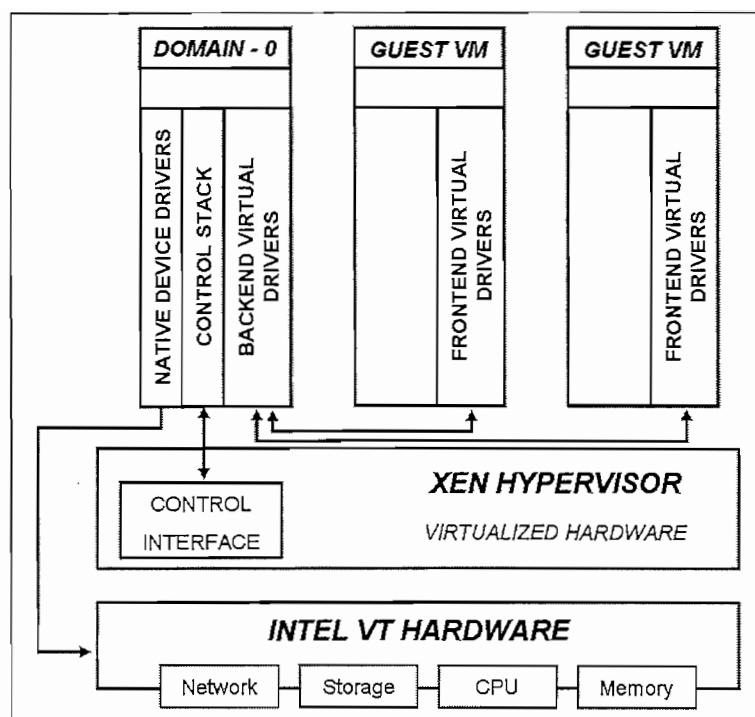 DOMAIN - 0
GUEST VM
GUEST VM
NATIVE DEVICE DRIVERS
CONTROL STACK
BACKEND VIRTUAL
DRIVERS
FRONTEND VIRTUAL
DRIVERS
FRONTEND VIRTUAL
DRIVERS
XEN HYPERVISOR
VIRTUALIZED HARDWARE
CONTROL
INTERFACE
INTEL VT HARDWARE
Network
Storage
CPU
Memory